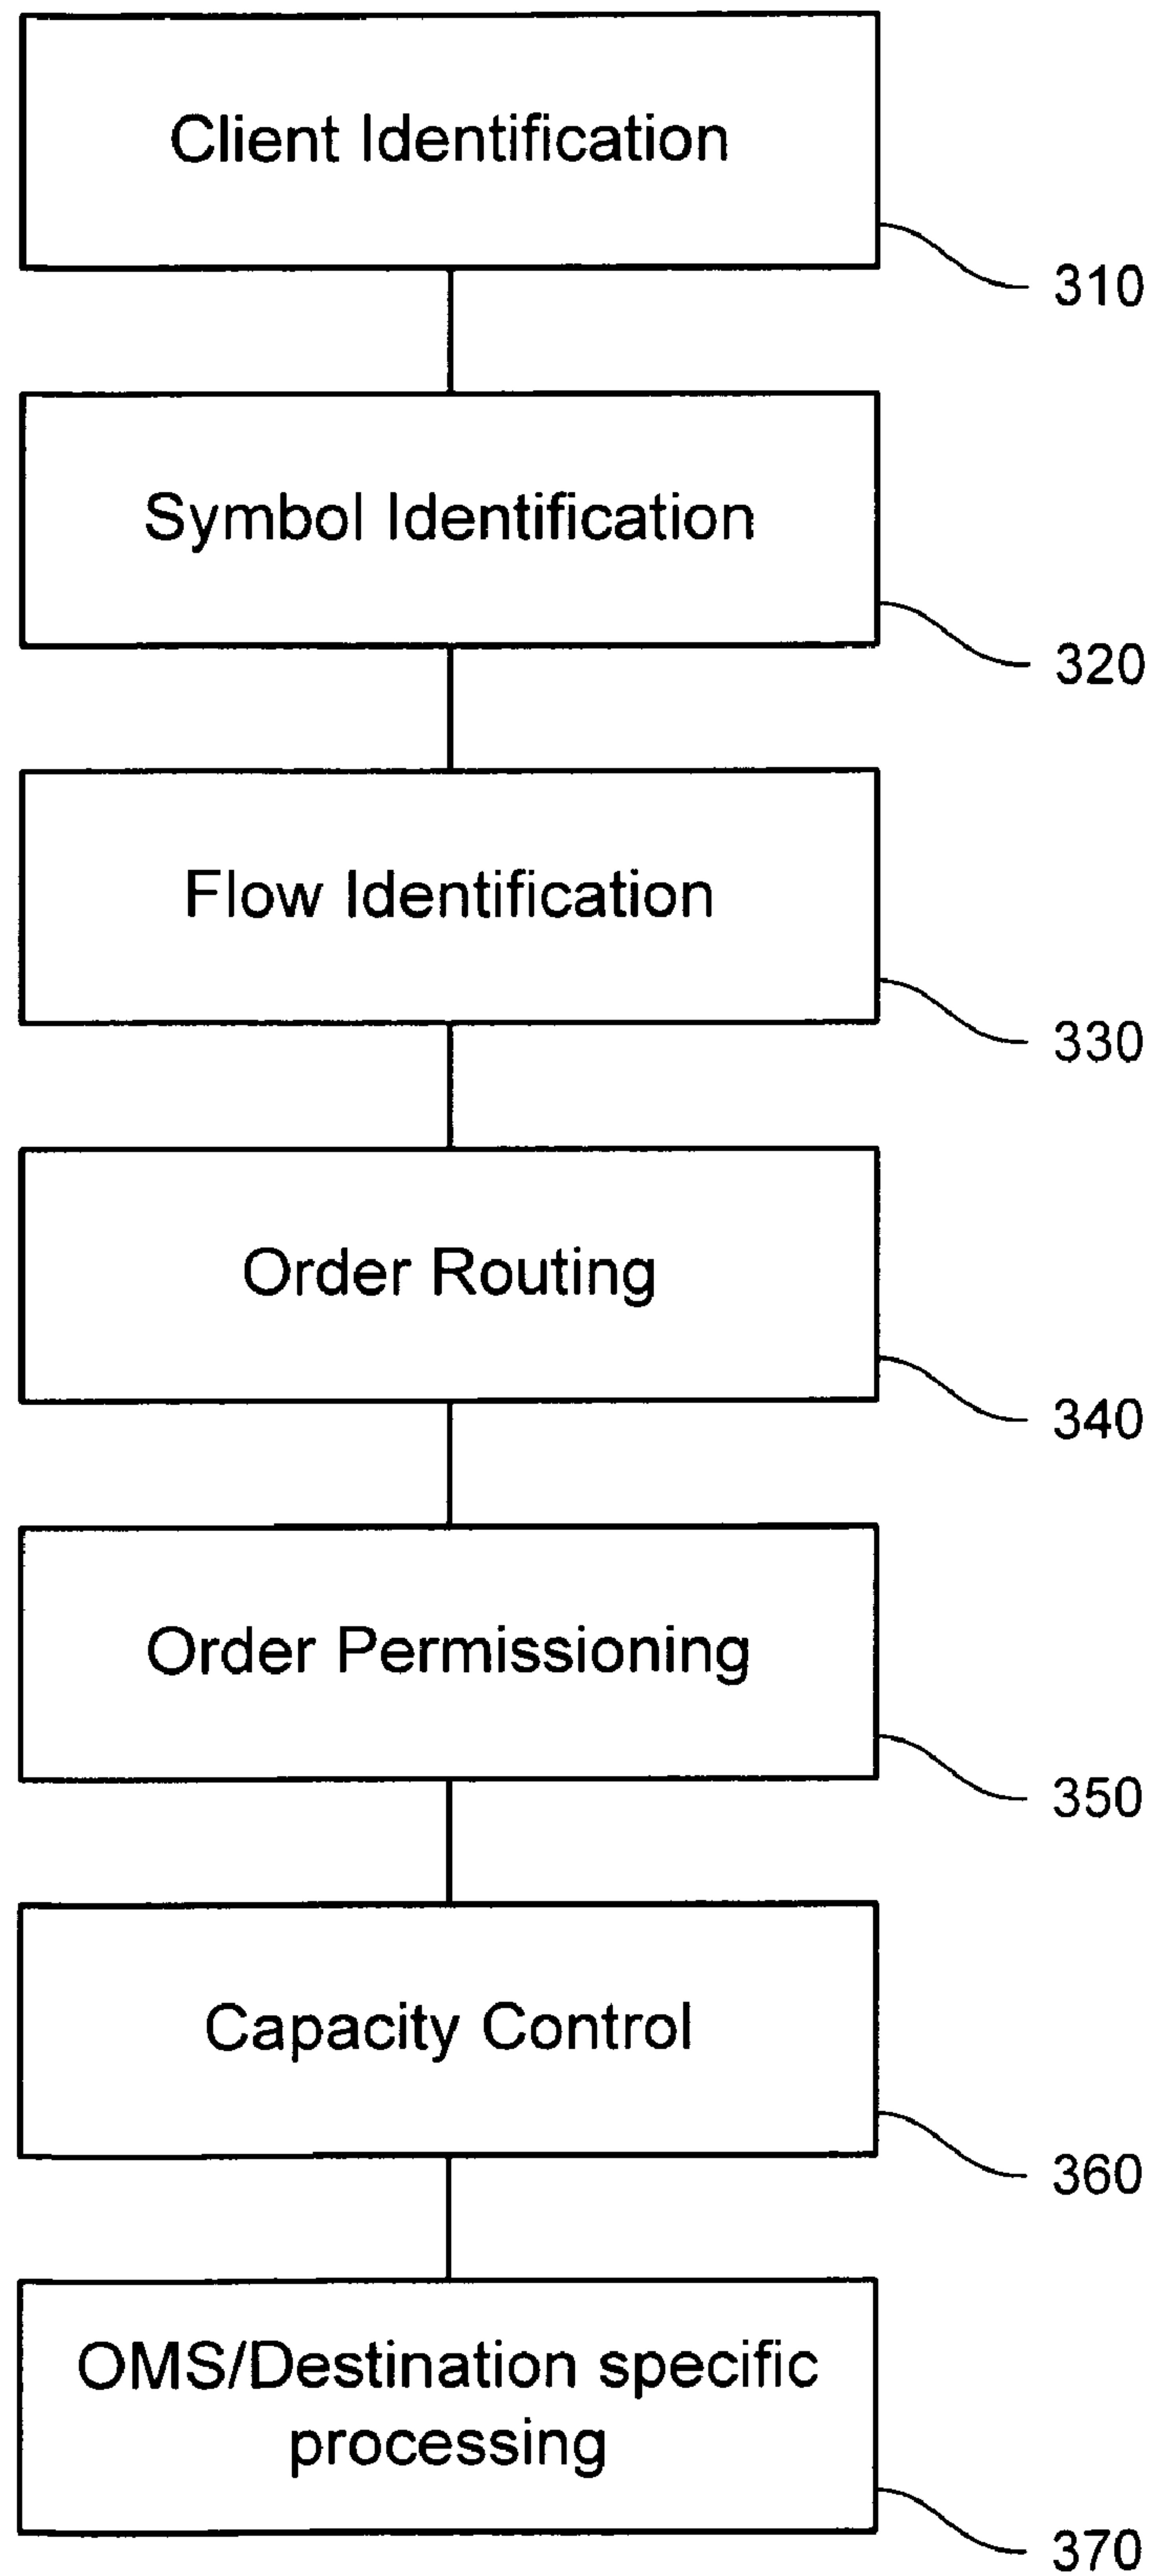 Client Identification
310
Symbol Identification
320
Flow Identification
330
Order Routing
340
Order Permissioning
350
Capacity Control
360
OMS/Destination specific
processing
370